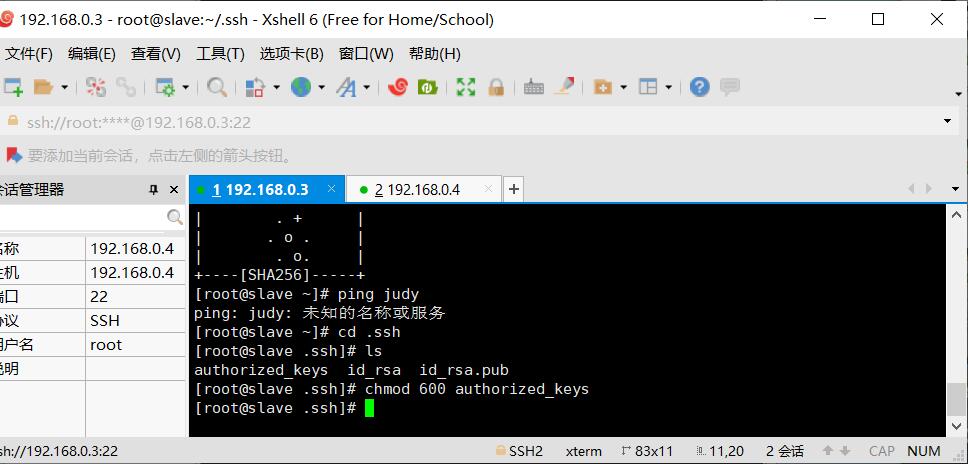 192.168.0.3 - root@slave:~/.ssh - Xshell 6 (Free for Home/School)
文件(F) 编辑(E) 查看(V) 工具(T) 选项卡(B) 窗口(W) 帮助(H)
ssh://root:****@192.168.0.3:22
要添加当前会话，点击左侧的箭头按钮。
会话管理器
1 192.168.0.3
2 192.168.0.4
名称 192.168.0.4
主机 192.168.0.4
端口 22
协议 SSH
用户名 root
说明
| . + |
| . o . |
| . o. |
+----[SHA256]-----+
[root@slave ~]# ping judy
ping: judy: 未知的名称或服务
[root@slave ~]# cd .ssh
[root@slave .ssh]# ls
authorized_keys id_rsa id_rsa.pub
[root@slave .ssh]# chmod 600 authorized_keys
[root@slave .ssh]#
sh://192.168.0.3:22 SSH2 xterm 83x11 11,20 2 会话 CAP NUM